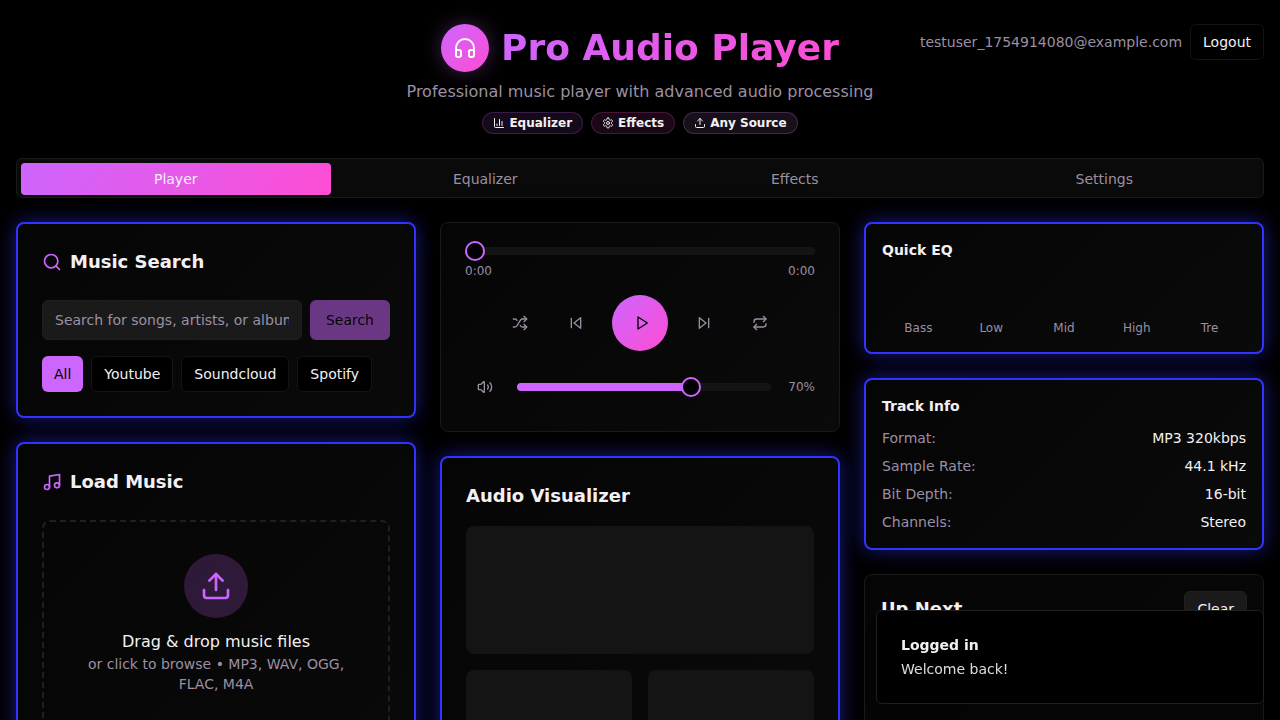 Pro Audio Player
testuser_1754914080@example.com
Logout
Professional music player with advanced audio processing
Equalizer
Effects
Any Source
Player
Equalizer
Effects
Settings
Music Search
Search for songs, artists, or albun
Search
All
Youtube
Soundcloud
Spotify
Load Music
Drag & drop music files
or click to browse • MP3, WAV, OGG,
FLAC, M4A
0:00
0:00
70%
Audio Visualizer
Quick EQ
Bass
Low
Mid
High
Tre
Track Info
Format:
MP3 320kbps
Sample Rate:
44.1 kHz
Bit Depth:
16-bit
Channels:
Stereo
Up Next
Clear
Logged in
Welcome back!